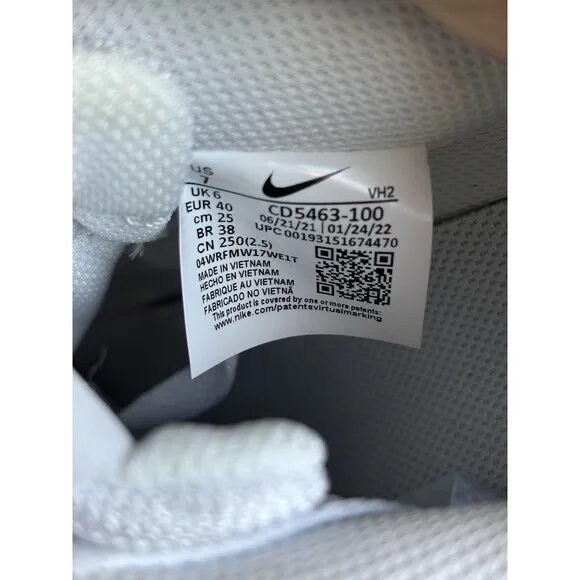 US
7
UK 6
EUR 40
cm 25
BR 38
CN 250(2.5)
04WRFMW17WE1T
MADE IN VIETNAM
HECHO EN VIETNAM
FABRIQUE AU VIETNAM
FABRICADO NO VIETNÃ
This product is covered by one or more patents:
www.nike.com/patentsvirtualmarking
VH2
CD5463-100
06/21/21 | 01/24/22
UPC 00193151674470